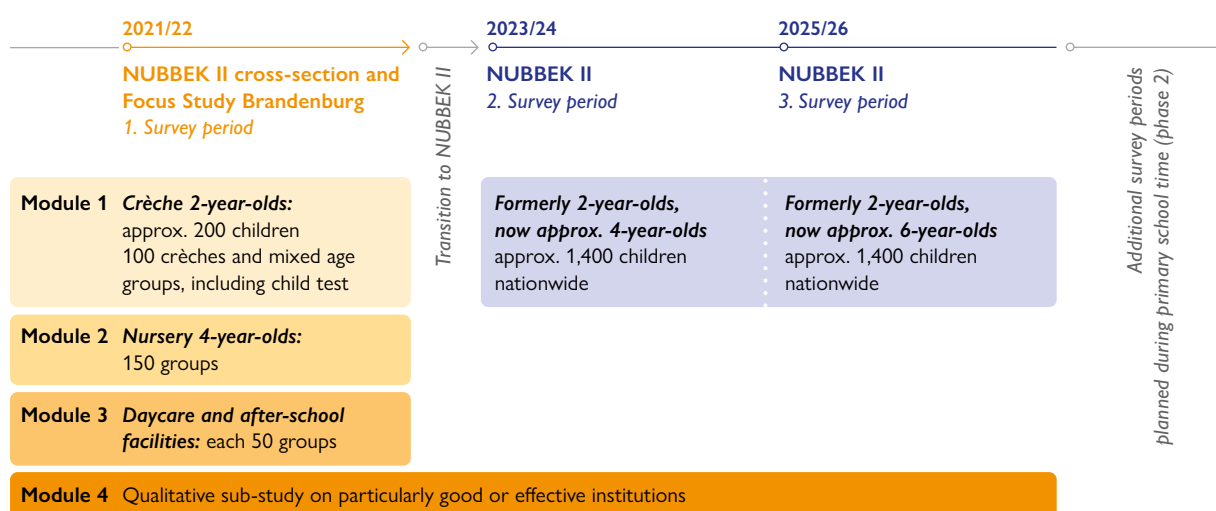 2021/22
NUBBEK II cross-section and
Focus Study Brandenburg
1. Survey period
Transition to NUBBEK II
2023/24
NUBBEK II
2. Survey period
2025/26
NUBBEK II
3. Survey period
Additional survey periods
planned during primary school time (phase 2)
Module 1 Crèche 2-year-olds:
approx. 200 children
100 crèches and mixed age
groups, including child test
Formerly 2-year-olds,
now approx. 4-year-olds
approx. 1,400 children
nationwide
Formerly 2-year-olds,
now approx. 6-year-olds
approx. 1,400 children
nationwide
Module 2 Nursery 4-year-olds:
150 groups
Module 3 Daycare and after-school
facilities: each 50 groups
Module 4 Qualitative sub-study on particularly good or effective institutions